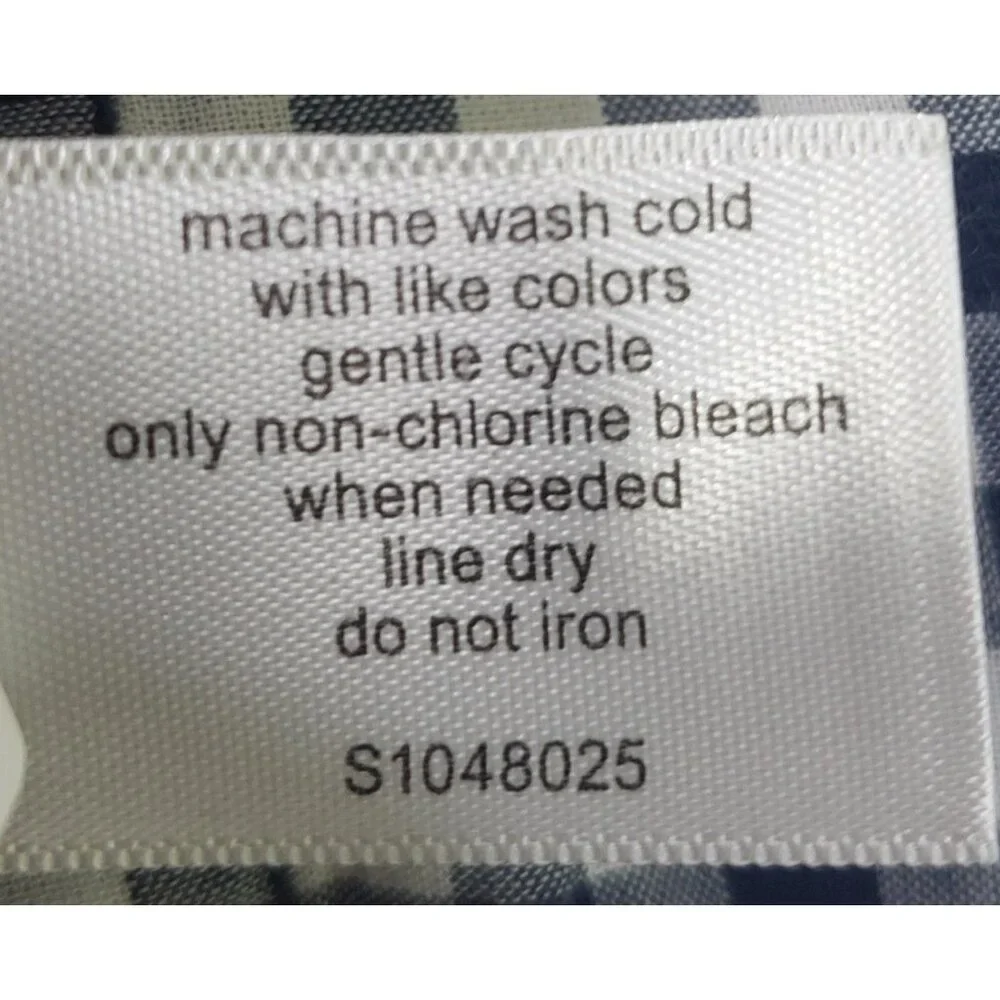 machine wash cold
with like colors
gentle cycle
only non-chlorine bleach
when needed
line dry
do not iron
S1048025